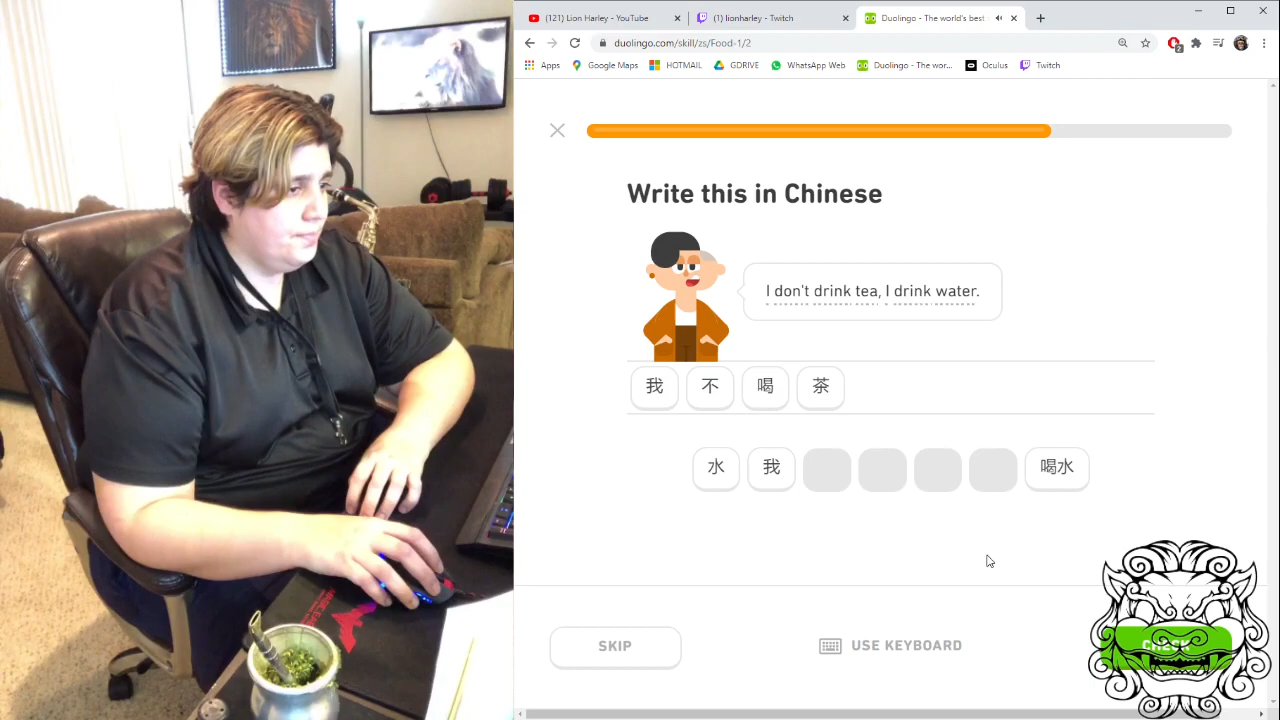 (121) Lion Harley - YouTube
(1) lionharley - Twitch
Duolingo - The world's best
duolingo.com/skill/zs/Food-1/2
Apps
Google Maps
HOTMAIL
GDRIVE
WhatsApp Web
Duolingo - The wor...
Oculus
Twitch
Write this in Chinese
I don't drink tea, I drink water.
我 不 喝 茶
水 我 喝水
SKIP
USE KEYBOARD